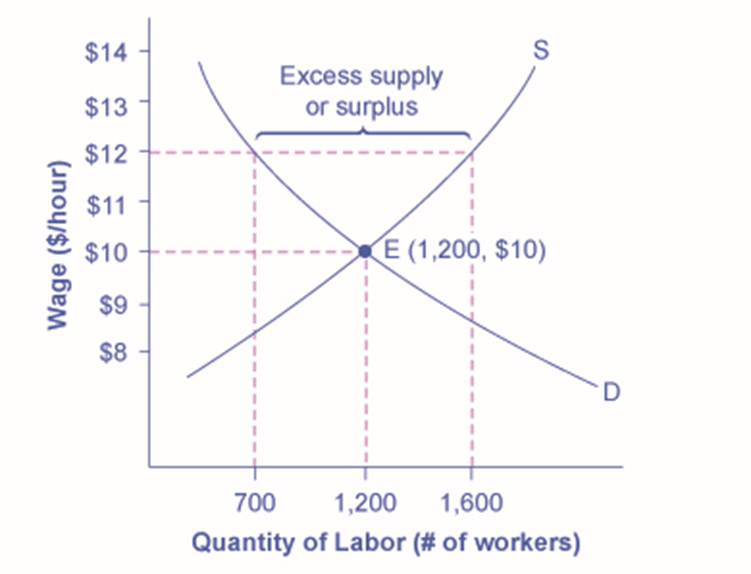 $14
$13
$12
$11
$10
$9
$8
Wage ($/hour)
Excess supply
or surplus
S
E (1,200, $10)
D
700
1,200
1,600
Quantity of Labor (# of workers)